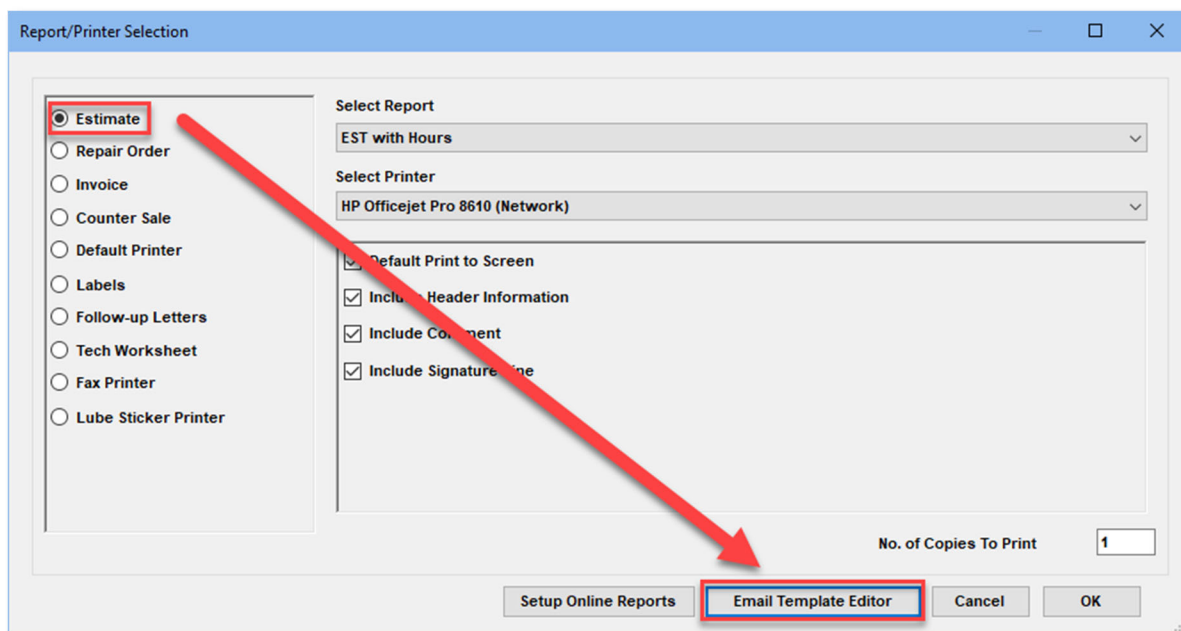 Report/Printer Selection
Estimate
Repair Order
Invoice
Counter Sale
Default Printer
Labels
Follow-up Letters
Tech Worksheet
Fax Printer
Lube Sticker Printer
Select Report
EST with Hours
Select Printer
HP Officejet Pro 8610 (Network)
Default Print to Screen
Include Header Information
Include Comment
Include Signature Line
No. of Copies To Print
1
Setup Online Reports
Email Template Editor
Cancel
OK